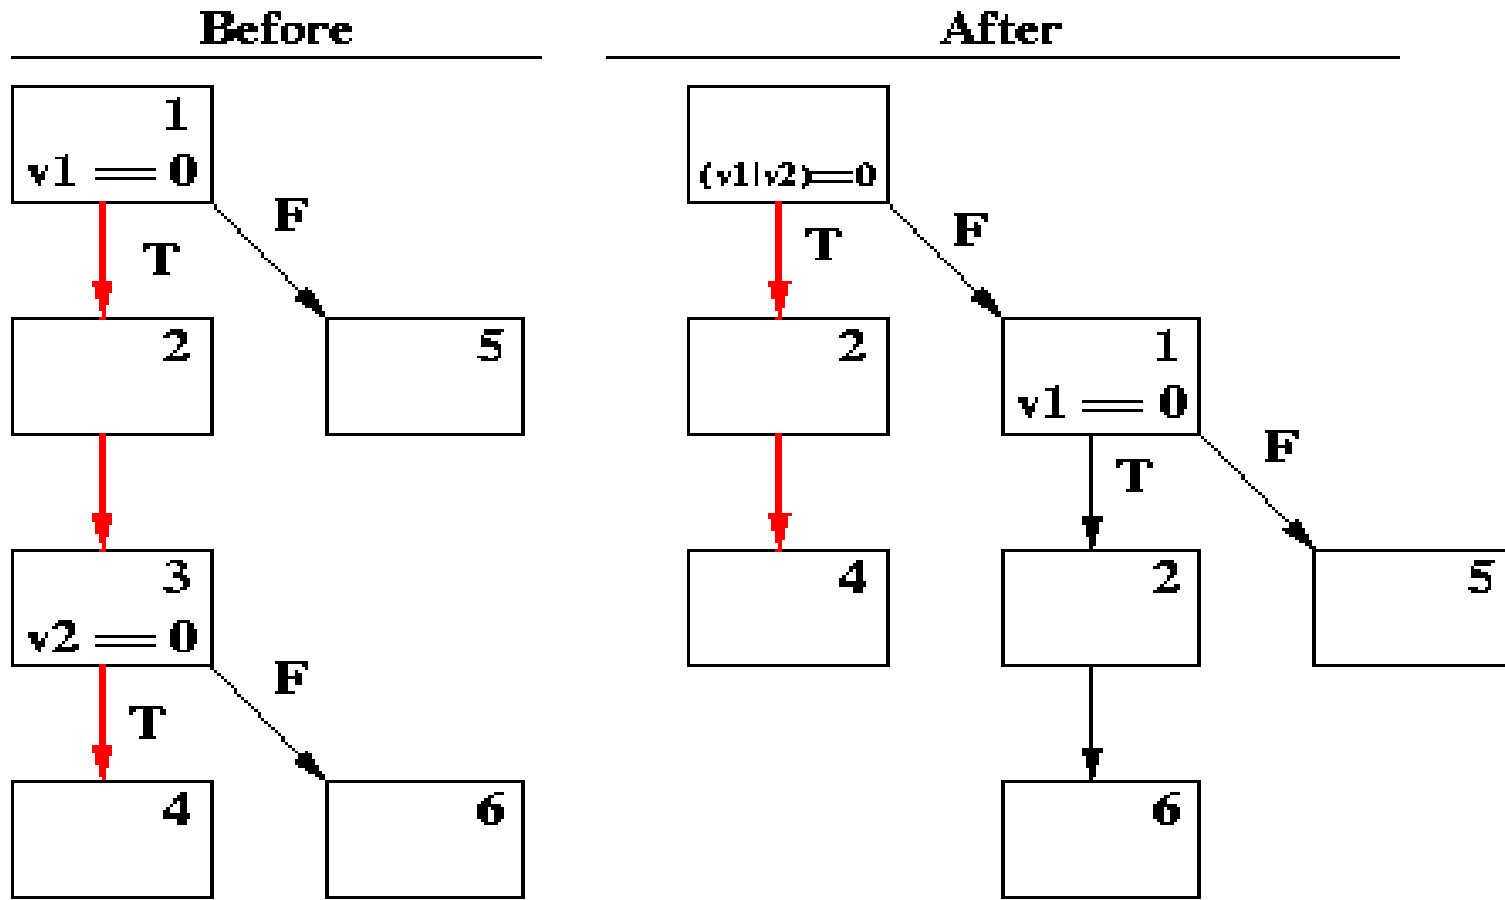 Before
1
v1 == 0
T
F
2
5
3
v2 == 0
T
F
4
6
After
(v1|v2)==0
T
F
2
1
v1 == 0
T
F
4
2
5
6